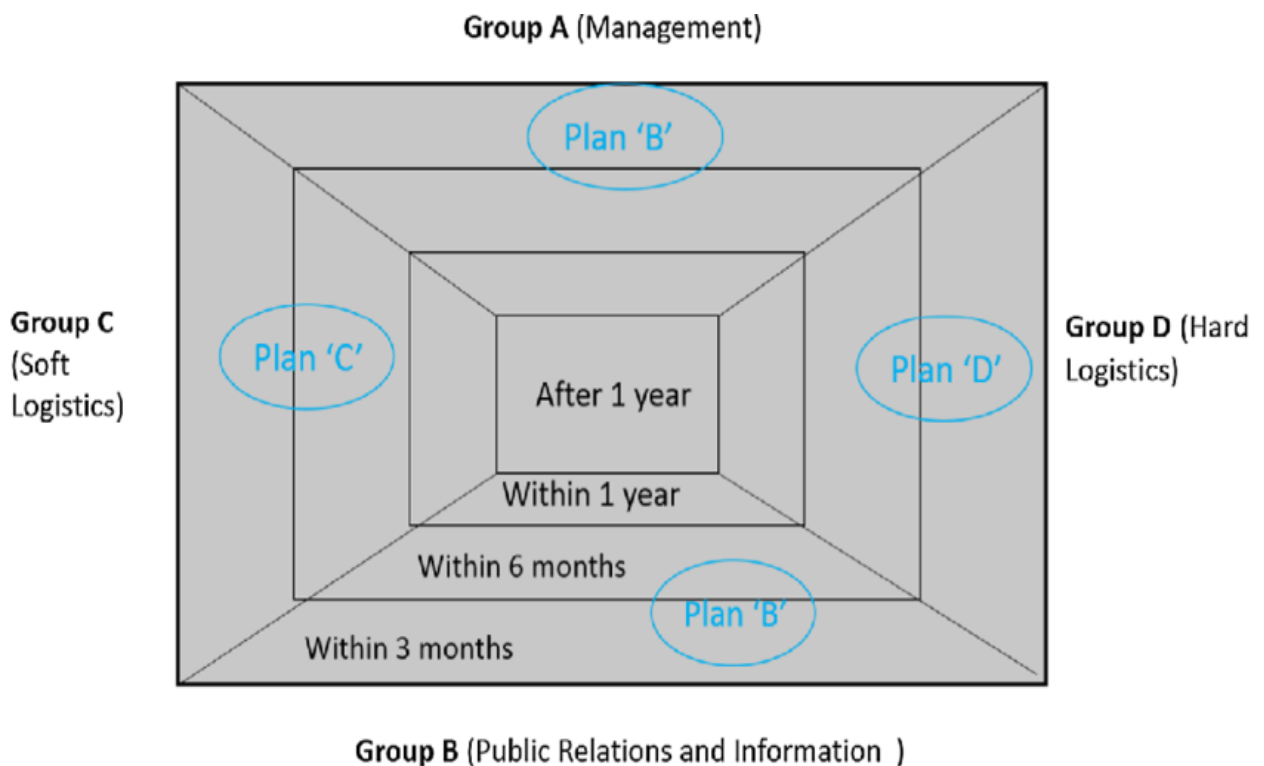 Group A (Management)
Plan ‘B’
Group C
(Soft
Logistics)
Plan ‘C’
Plan ‘D’
Group D (Hard
Logistics)
After 1 year
Within 1 year
Within 6 months
Plan ‘B’
Within 3 months
Group B (Public Relations and Information )